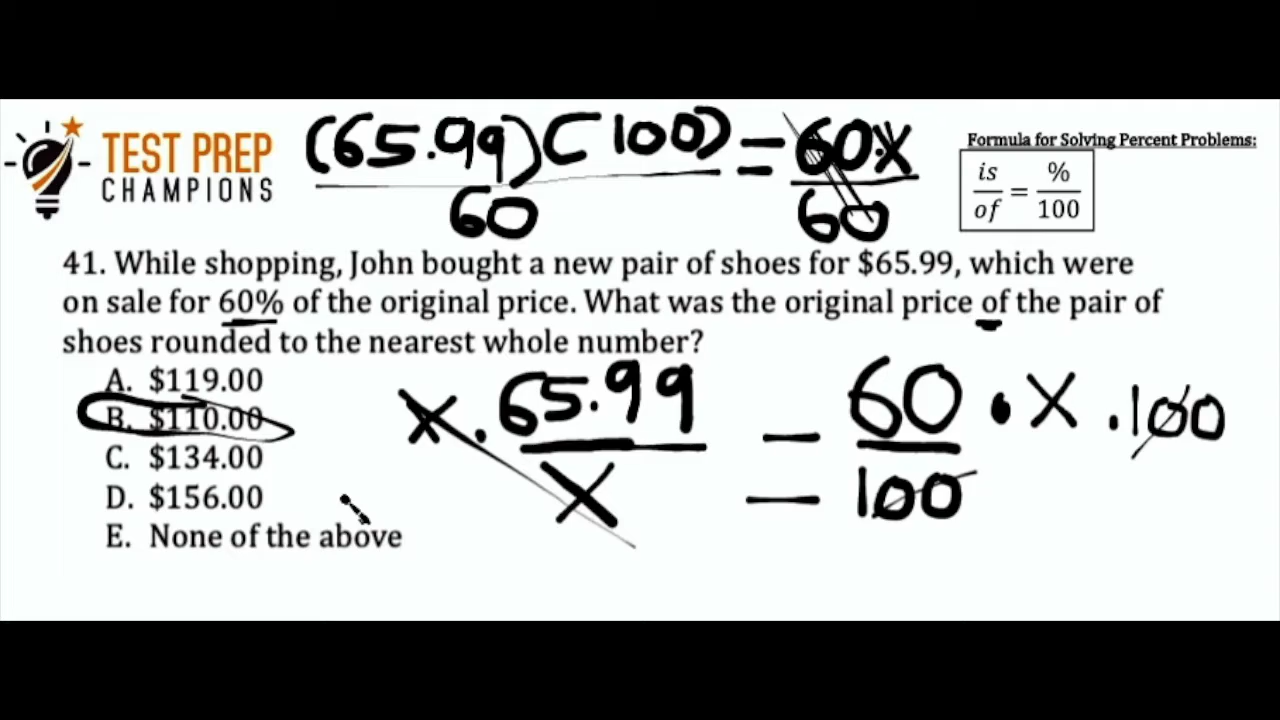 (65.99)(100) = 60x
60 60
TEST PREP
CHAMPIONS
Formula for Solving Percent Problems:
is/of = %/100
41. While shopping, John bought a new pair of shoes for $65.99, which were
on sale for 60% of the original price. What was the original price of the pair of
shoes rounded to the nearest whole number?
A. $119.00
B. $110.00
C. $134.00
D. $156.00
E. None of the above
x . 65.99 = 60 . x . 100
x 100